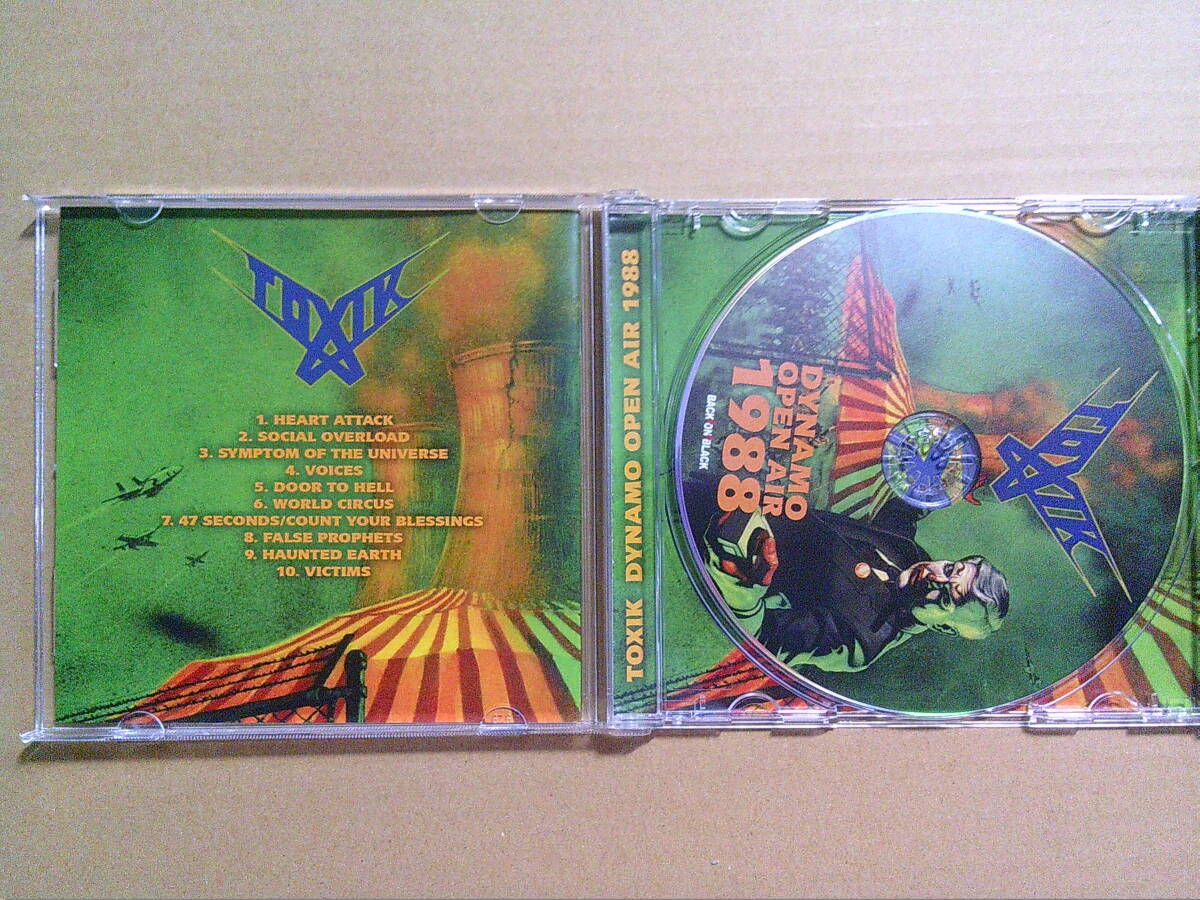 TOXIK
1. HEART ATTACK
2. SOCIAL OVERLOAD
3. SYMPTOM OF THE UNIVERSE
4. VOICES
5. DOOR TO HELL
6. WORLD CIRCUS
7. 47 SECONDS/COUNT YOUR BLESSINGS
8. FALSE PROPHETS
9. HAUNTED EARTH
10. VICTIMS
TOXIK DYNAMO OPEN AIR 1988
TOXIK
DYNAMO
OPEN AIR
1988
BACK ON BLACK